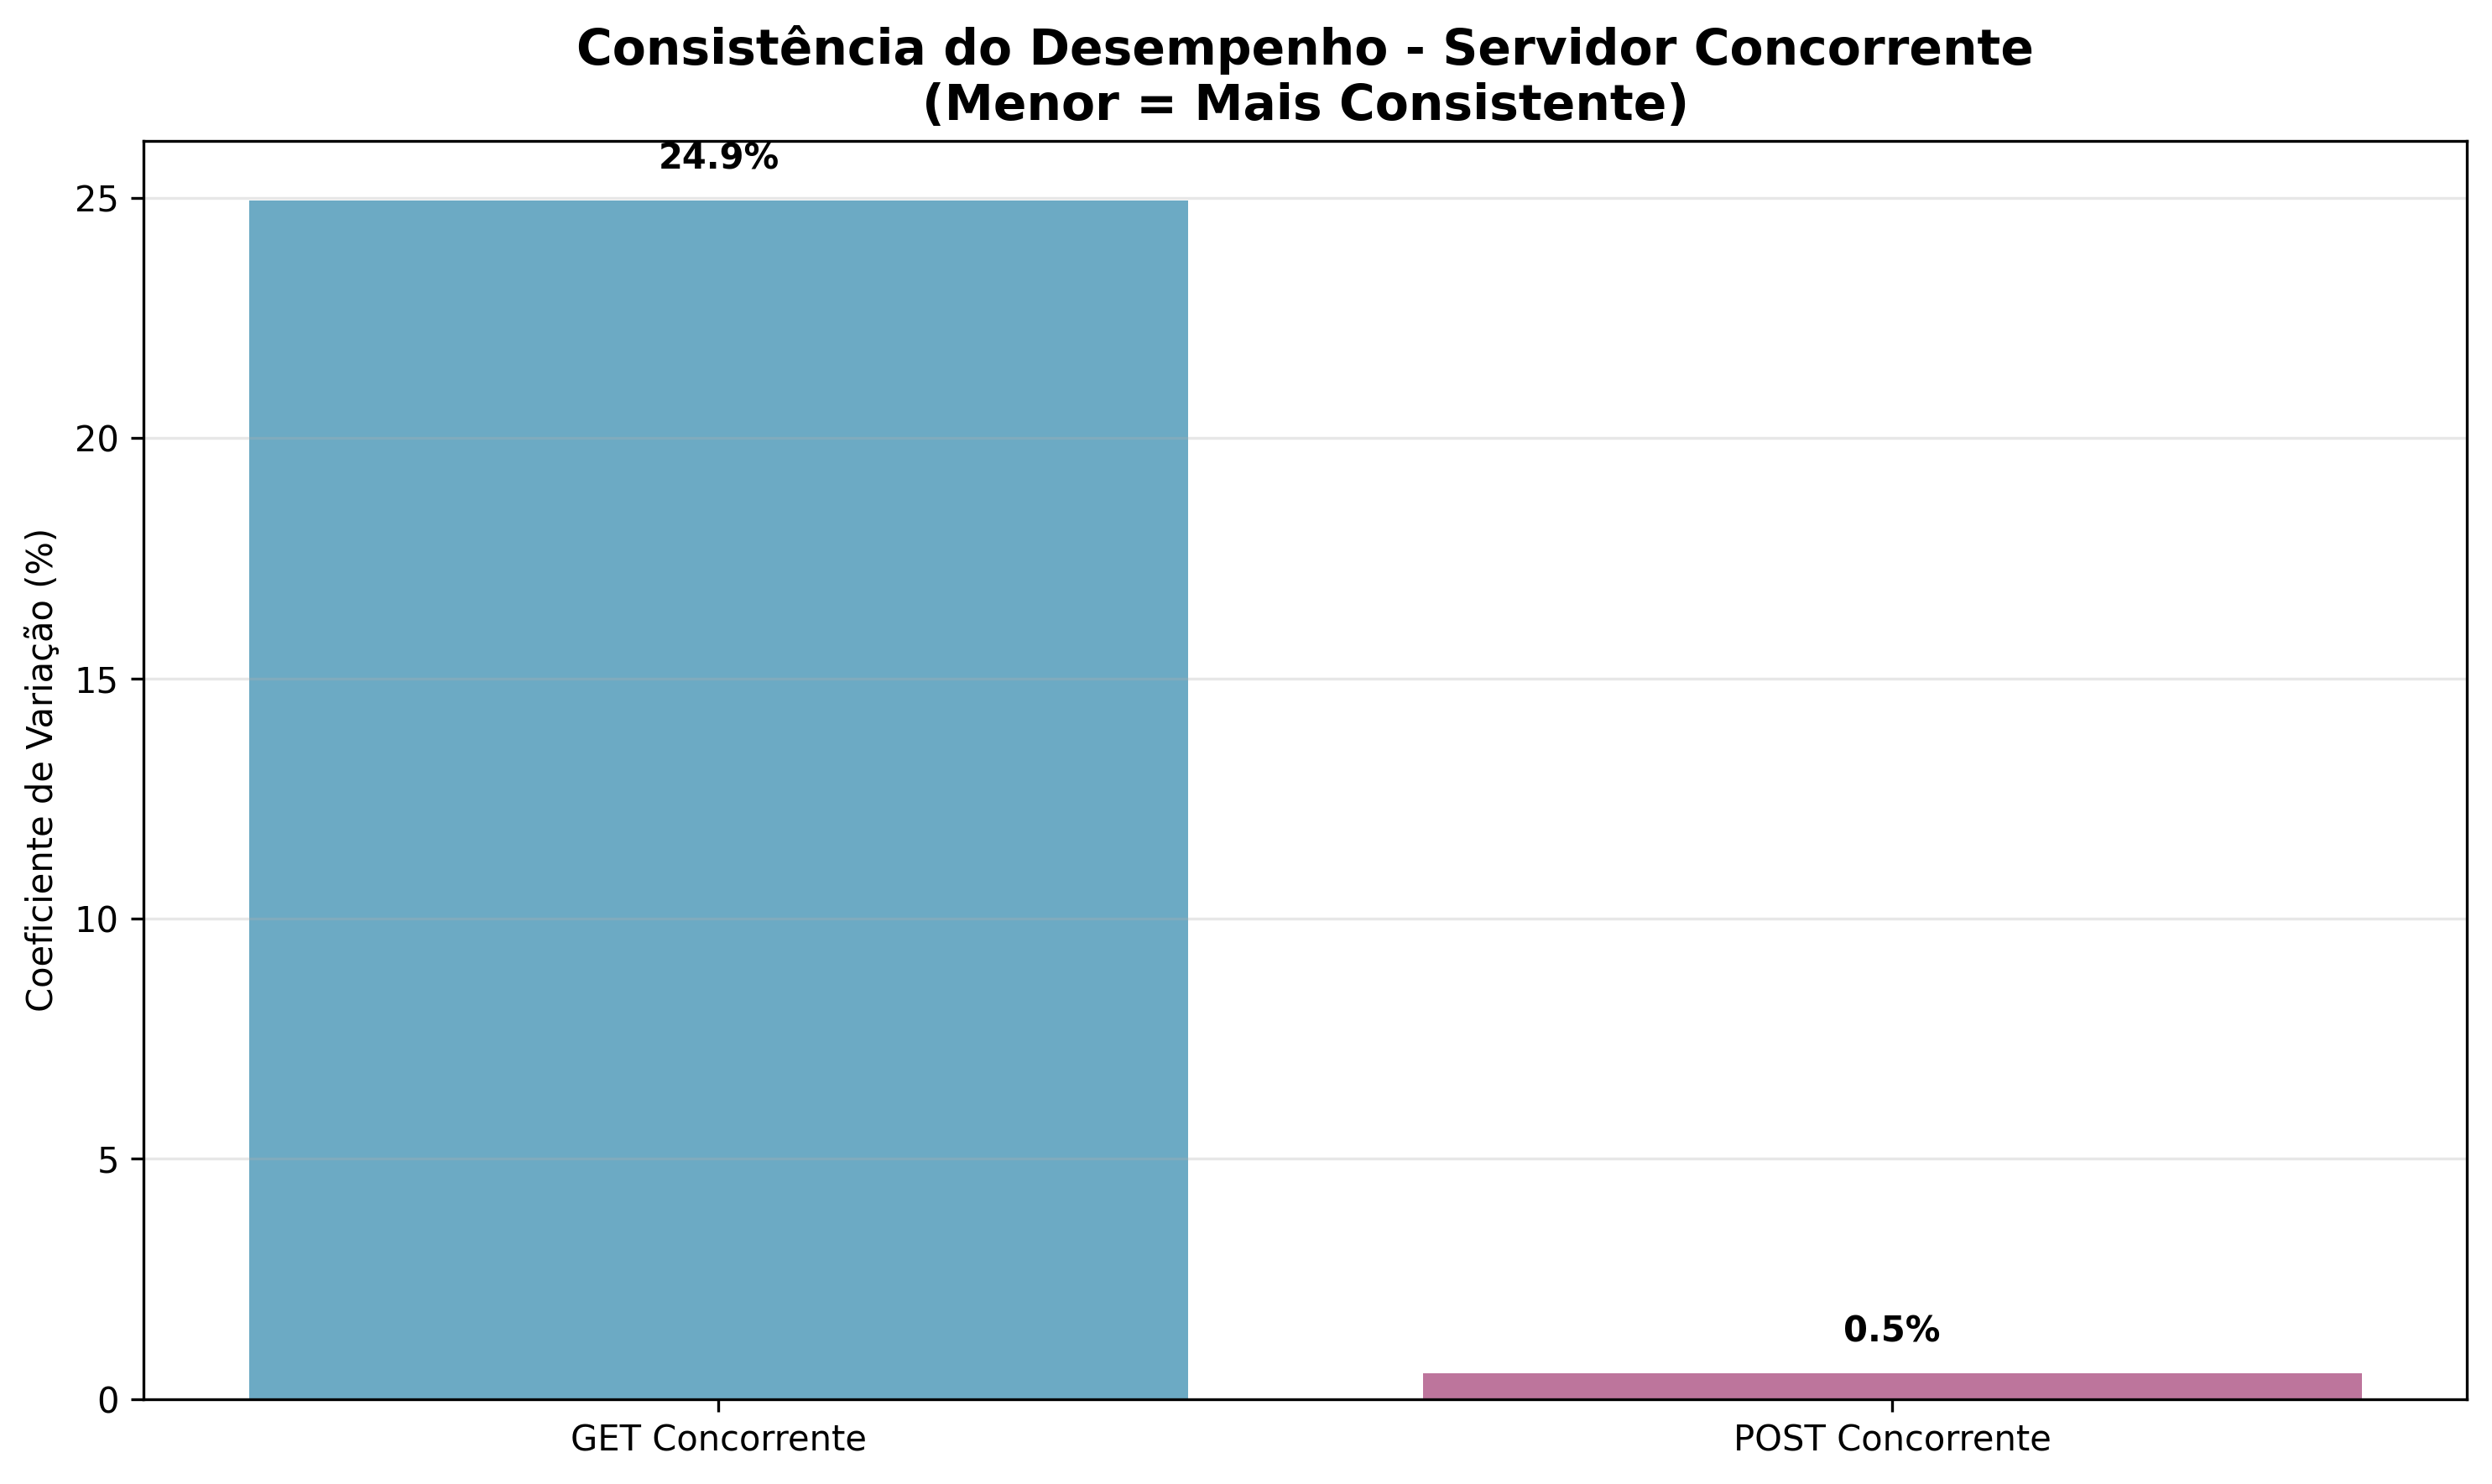 Consistência do Desempenho - Servidor Concorrente
(Menor = Mais Consistente)
24.9%
25
20
15
10
5
0
Coeficiente de Variação (%)
0.5%
GET Concorrente
POST Concorrente